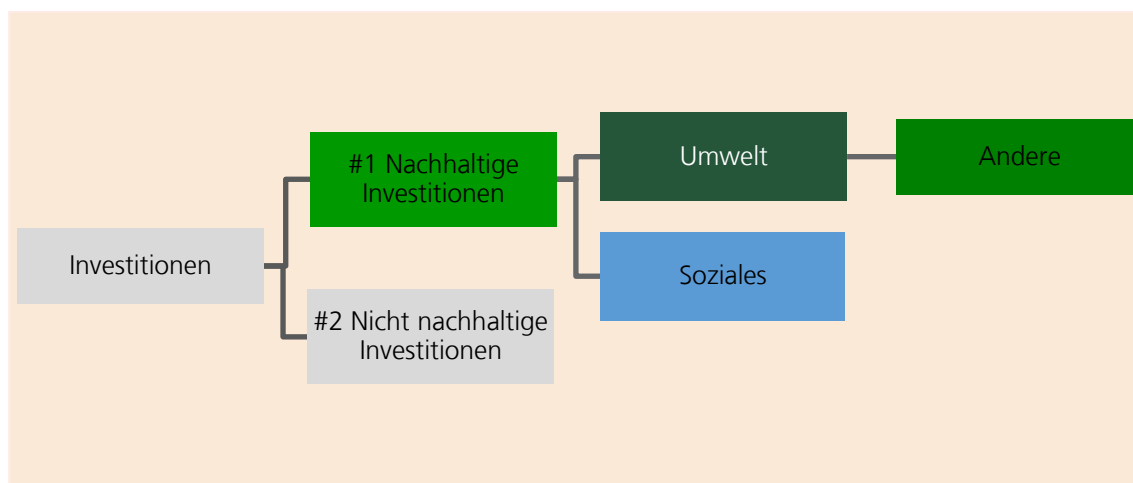 Investitionen
#1 Nachhaltige
Investitionen
#2 Nicht nachhaltige
Investitionen
Umwelt
Soziales
Andere